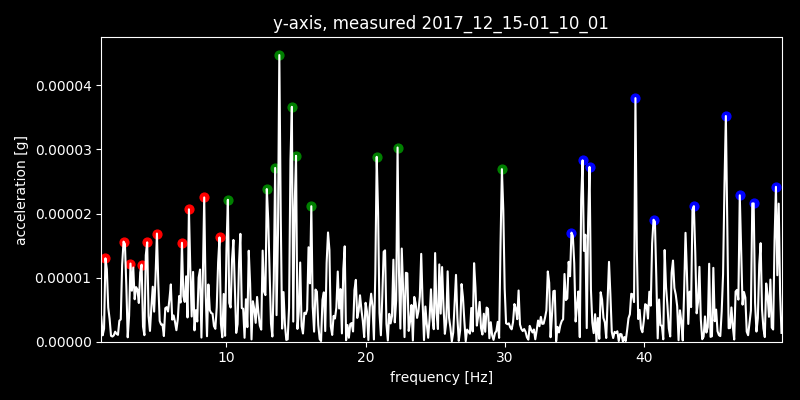 y-axis, measured 2017_12_15-01_10_01
0.00004
0.00003
0.00002
0.00001
0.00000
acceleration [g]
10 20 30 40
frequency [Hz]